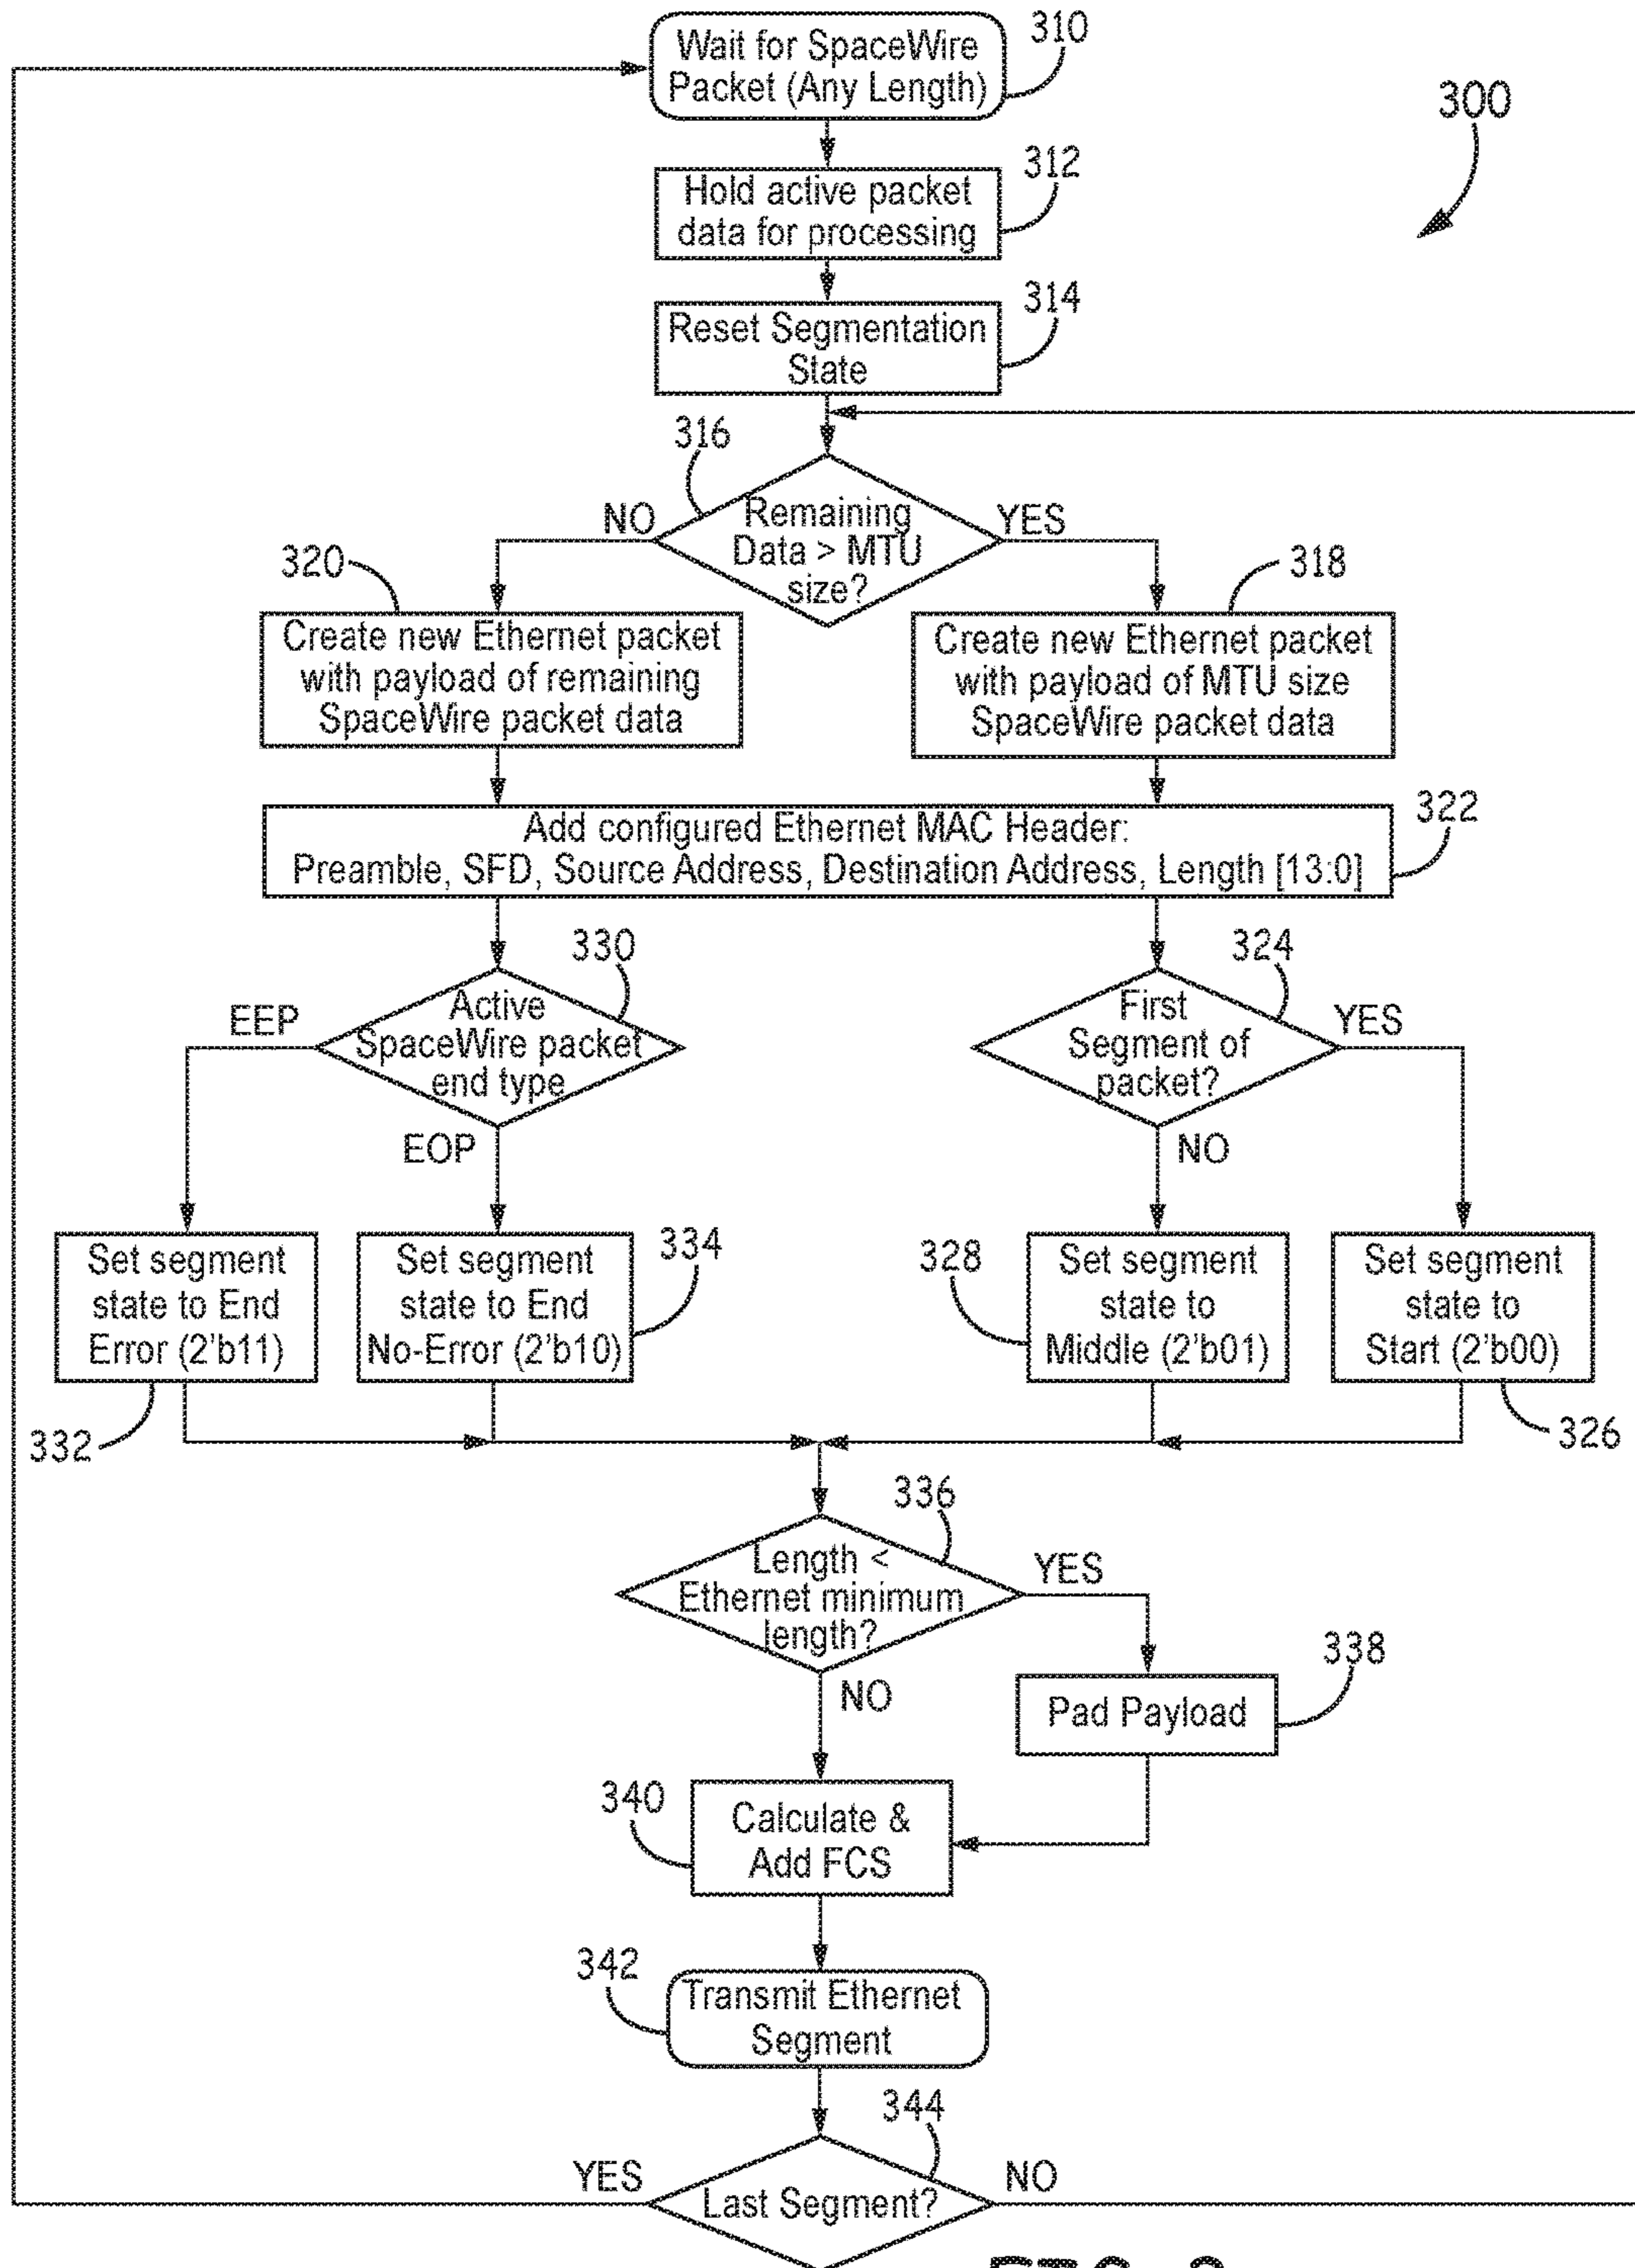 Wait for SpaceWire
Packet (Any Length)
310
300
Hold active packet
data for processing
312
Reset Segmentation
State
314
316
NO
Remaining
Data > MTU
size?
YES
320
318
Create new Ethernet packet
with payload of remaining
SpaceWire packet data
Create new Ethernet packet
with payload of MTU size
SpaceWire packet data
Add configured Ethernet MAC Header:
Preamble, SFD, Source Address, Destination Address, Length [13:0]
322
330
EEP
Active
SpaceWire packet
end type
EOP
324
First
Segment of
packet?
YES
NO
Set segment
state to End
Error (2'b11)
332
Set segment
state to End
No-Error (2'b10)
334
328
Set segment
state to
Middle (2'b01)
Set segment
state to
Start (2'b00)
326
336
Length <
Ethernet minimum
length?
YES
NO
338
Pad Payload
340
Calculate &
Add FCS
342
Transmit Ethernet
Segment
344
YES
Last Segment?
NO